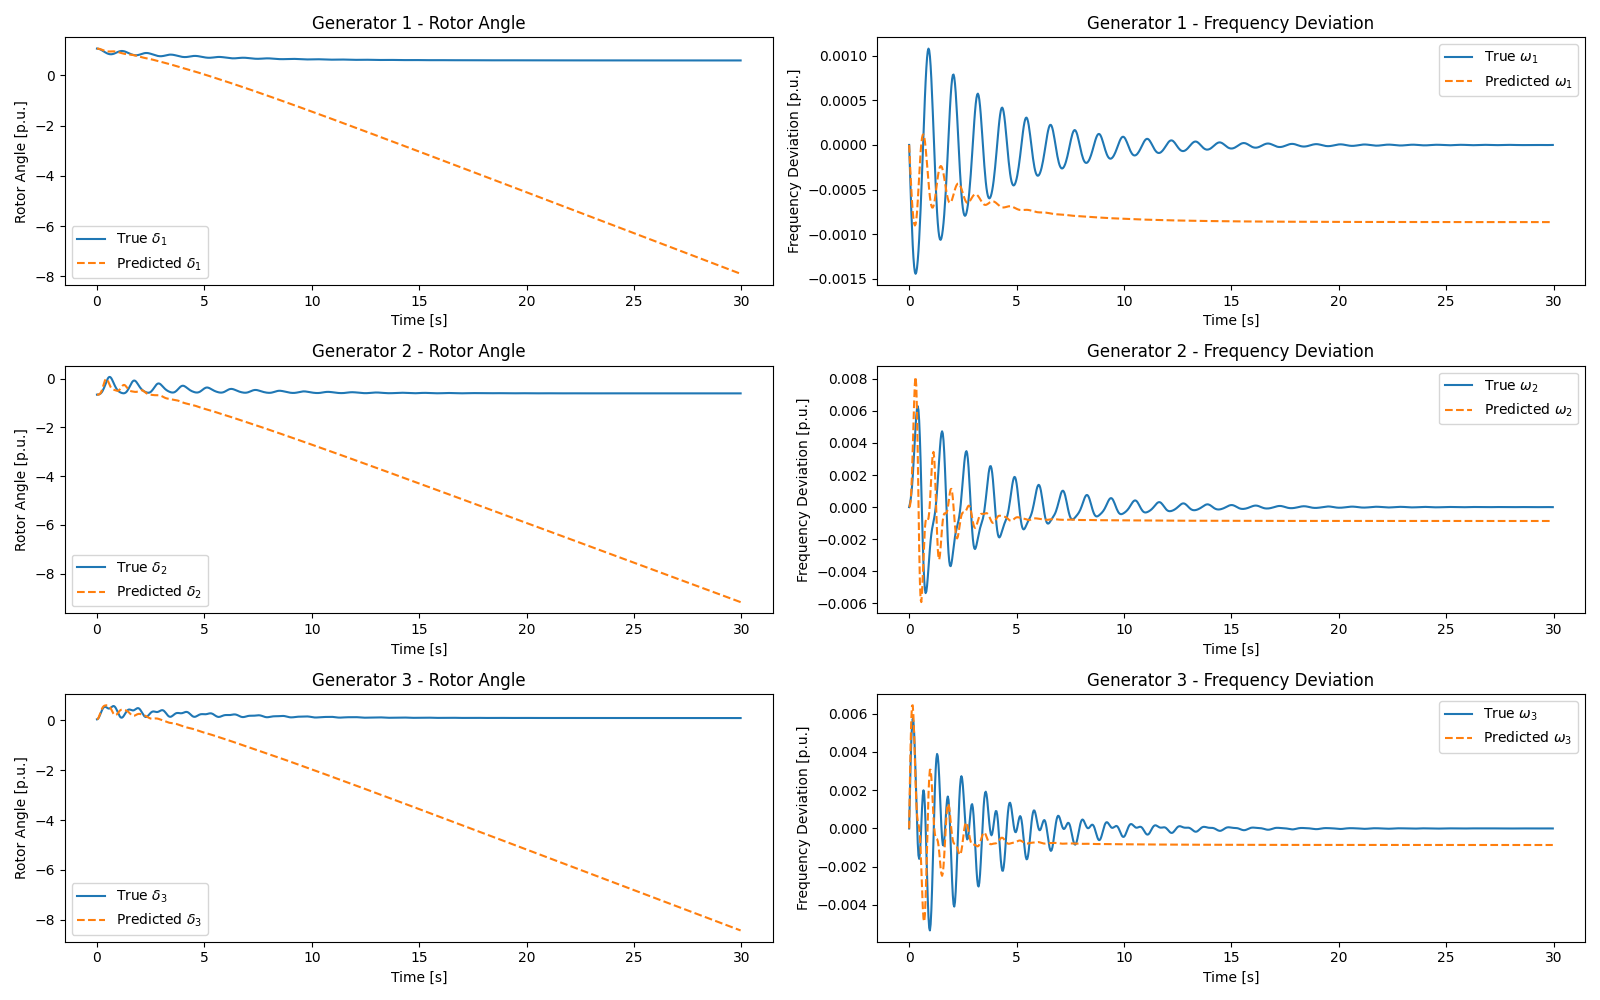 Generator 1 - Rotor Angle
Rotor Angle [p.u.]
0
−2
−4
−6
−8
True δ1
Predicted δ1
0 5 10 15 20 25 30
Time [s]
Generator 1 - Frequency Deviation
Frequency Deviation [p.u.]
0.0010
0.0005
0.0000
−0.0005
−0.0010
−0.0015
True ω1
Predicted ω1
0 5 10 15 20 25 30
Time [s]
Generator 2 - Rotor Angle
Rotor Angle [p.u.]
0
−2
−4
−6
−8
True δ2
Predicted δ2
0 5 10 15 20 25 30
Time [s]
Generator 2 - Frequency Deviation
Frequency Deviation [p.u.]
0.008
0.006
0.004
0.002
0.000
−0.002
−0.004
−0.006
True ω2
Predicted ω2
0 5 10 15 20 25 30
Time [s]
Generator 3 - Rotor Angle
Rotor Angle [p.u.]
0
−2
−4
−6
−8
True δ3
Predicted δ3
0 5 10 15 20 25 30
Time [s]
Generator 3 - Frequency Deviation
Frequency Deviation [p.u.]
0.006
0.004
0.002
0.000
−0.002
−0.004
True ω3
Predicted ω3
0 5 10 15 20 25 30
Time [s]